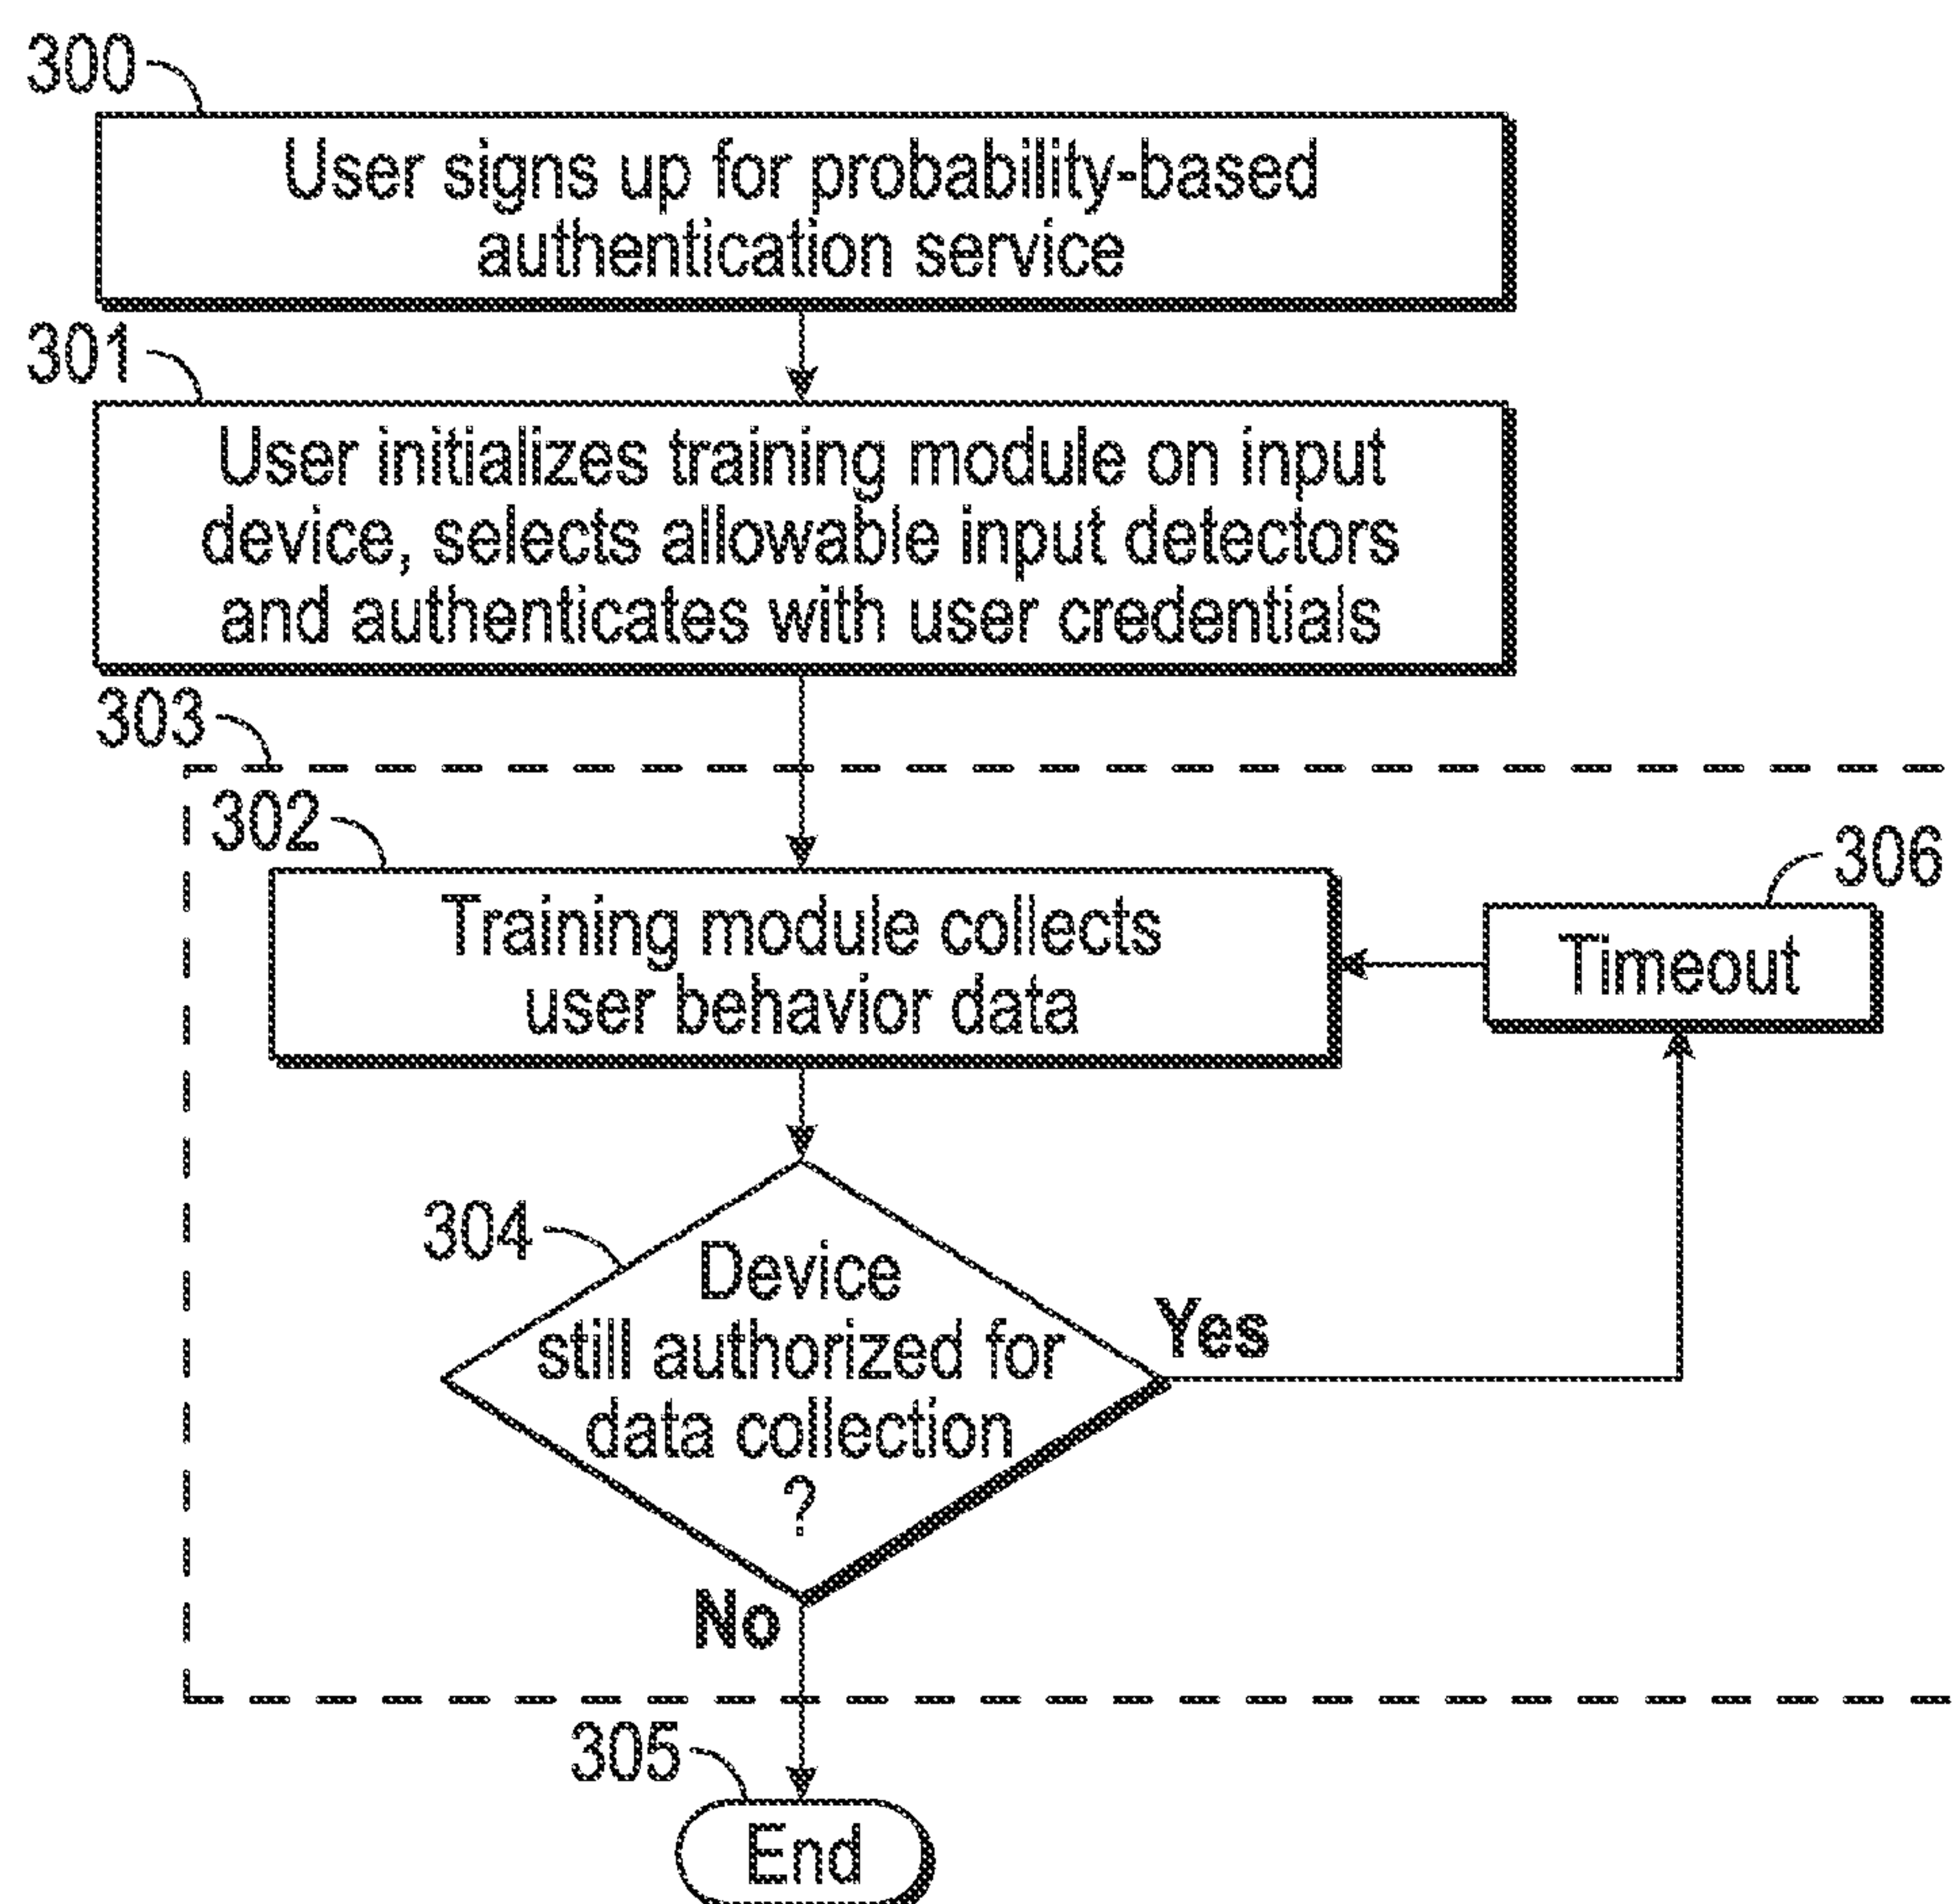 300
User signs up for probability-based
authentication service
301
User initializes training module on input
device, selects allowable input detectors
and authenticates with user credentials
303
302
Training module collects
user behavior data
306
Timeout
304
Device
still authorized for
data collection
?
Yes
No
305
End